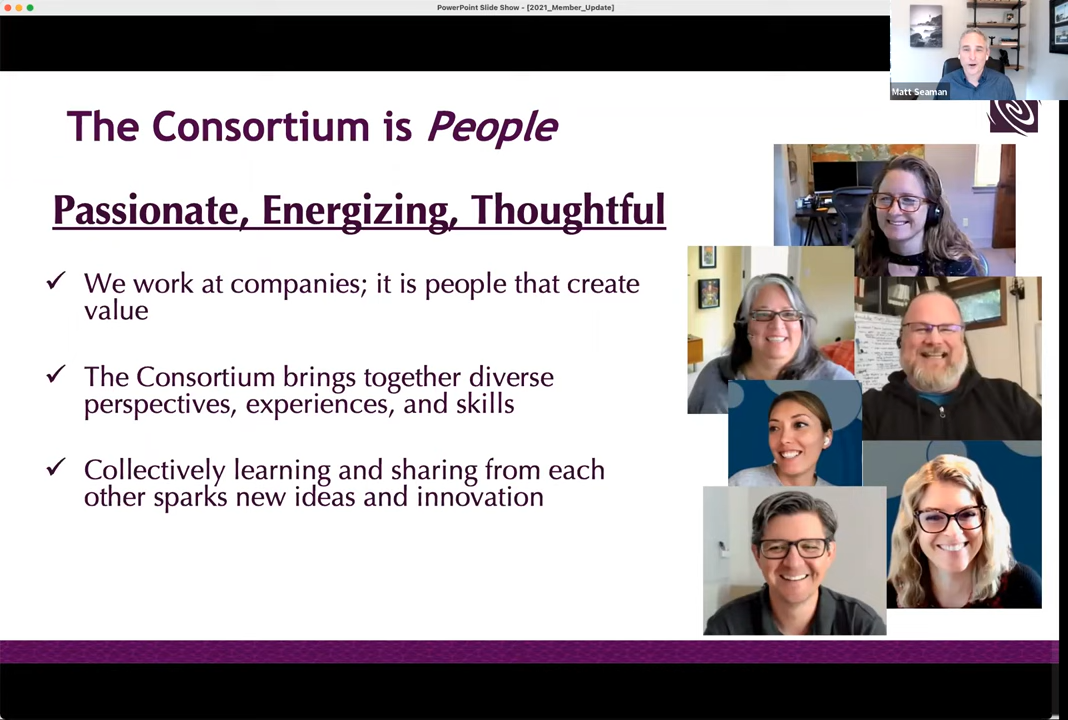 PowerPoint Slide Show - [2021_Member_Update]
Matt Seaman
The Consortium is People
Passionate, Energizing, Thoughtful
✓ We work at companies; it is people that create
value
✓ The Consortium brings together diverse
perspectives, experiences, and skills
✓ Collectively learning and sharing from each
other sparks new ideas and innovation